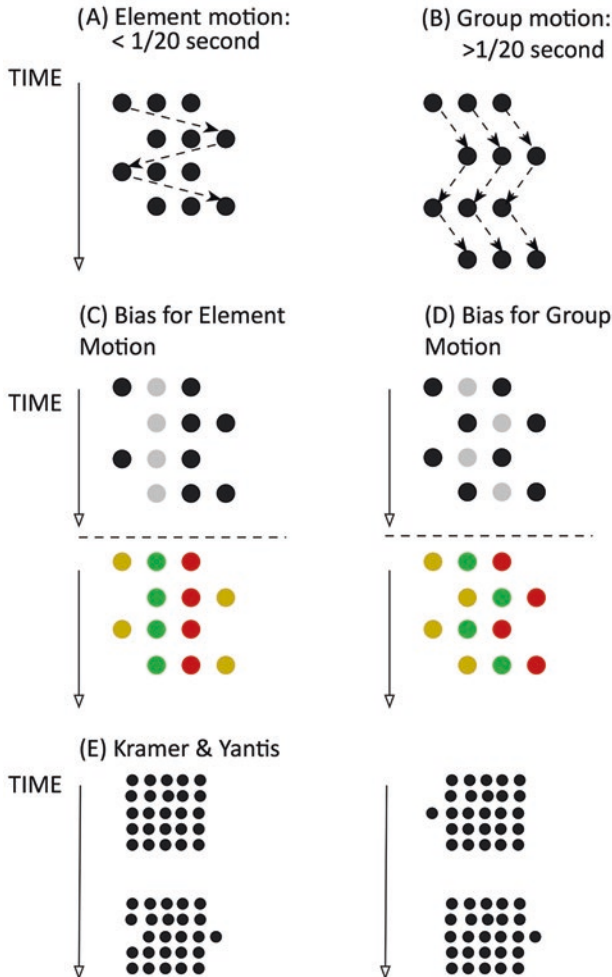 (A) Element motion:
< 1/20 second
(B) Group motion:
>1/20 second
TIME
(C) Bias for Element
Motion
(D) Bias for Group
Motion
TIME
(E) Kramer & Yantis
TIME